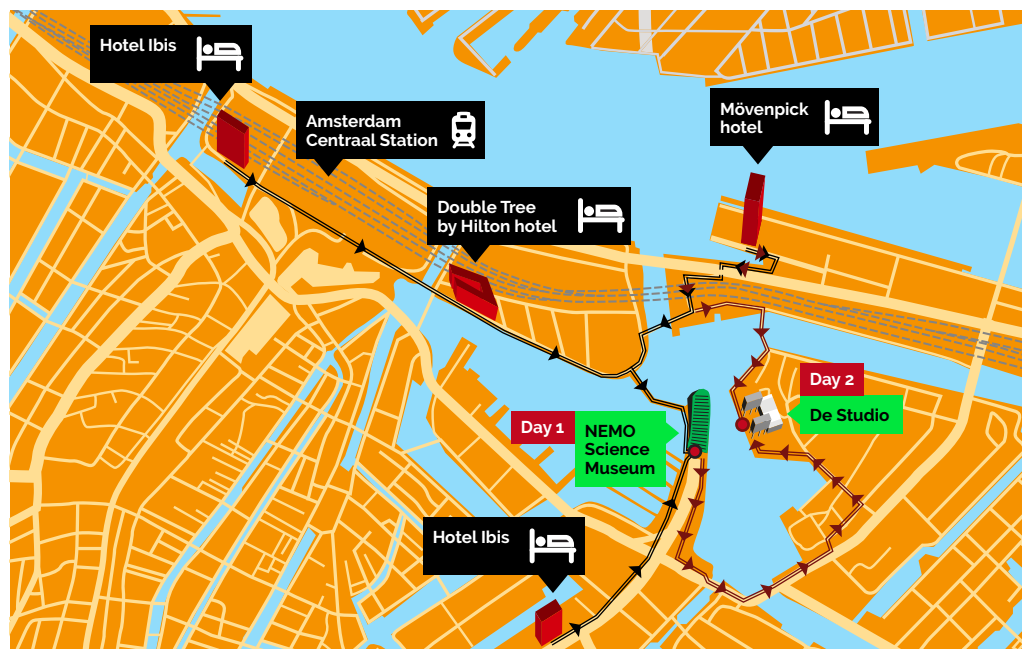 Hotel Ibis
Amsterdam
Centraal Station
Mövenpick
hotel
Double Tree
by Hilton hotel
Day 2
De Studio
Day 1
NEMO
Science
Museum
Hotel Ibis